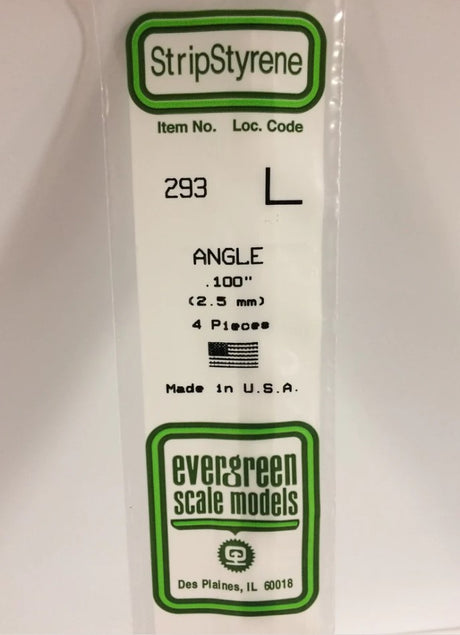 StripStyrene
Item No. Loc. Code
293 L
ANGLE
.100"
(2.5 mm)
4 Pieces
Made in U.S.A.
evergreen
scale models
Des Plaines, IL 60018